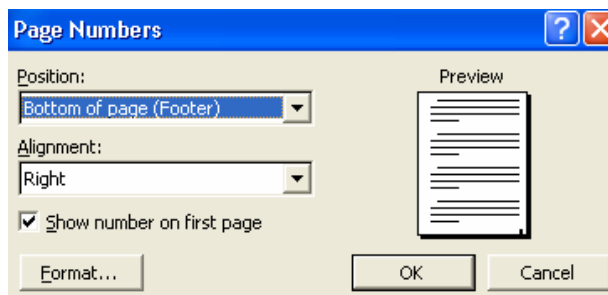 Page Numbers
Position:
Bottom of page (Footer)
Alignment:
Right
Show number on first page
Format...
Preview
OK
Cancel